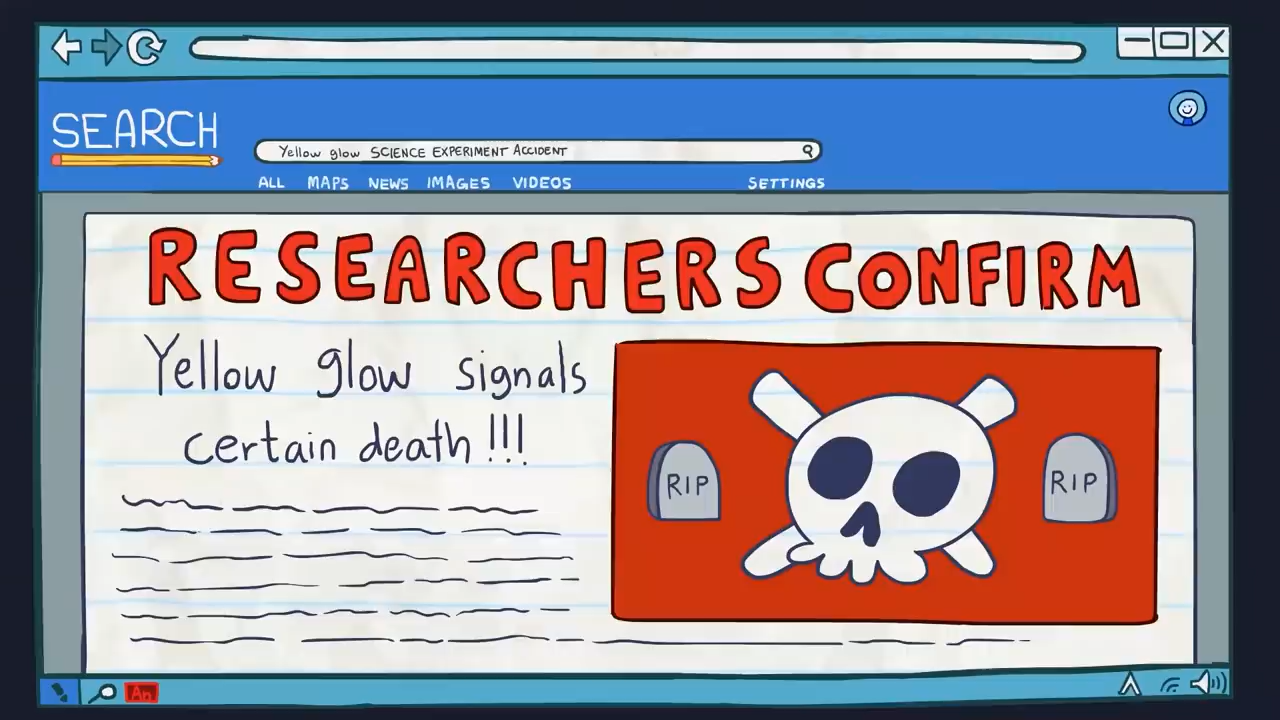 SEARCH
Yellow glow SCIENCE EXPERIMENT ACCIDENT
ALL MAPS NEWS IMAGES VIDEOS SETTINGS
RESEARCHERS CONFIRM
Yellow glow signals
certain death !!!
RIP
RIP
An